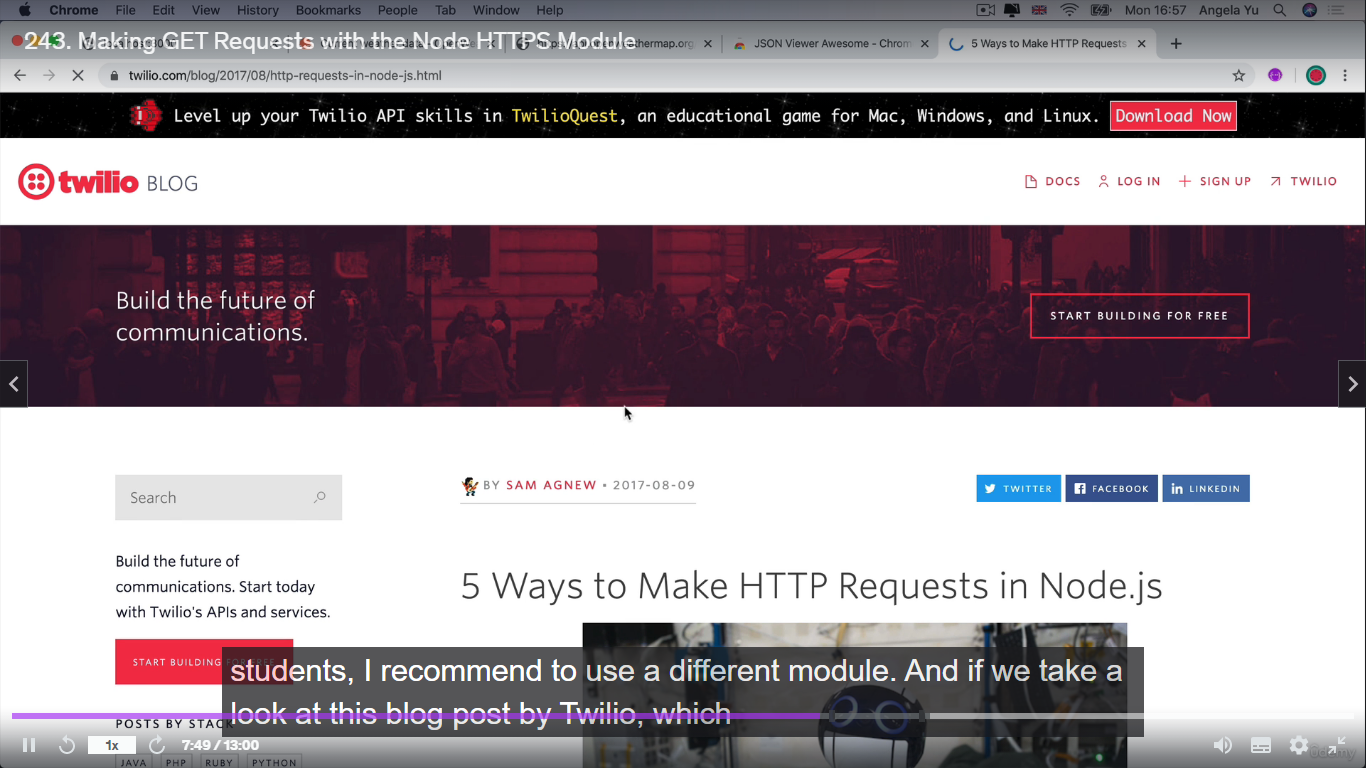 Chrome File Edit View History Bookmarks People Tab Window Help Mon 16:57 Angela Yu
243. Making GET Requests with the Node HTTPS Module
JSON Viewer Awesome - Chrom
5 Ways to Make HTTP Requests
twilio.com/blog/2017/08/http-requests-in-node-js.html
Level up your Twilio API skills in TwilioQuest, an educational game for Mac, Windows, and Linux. Download Now
twilio BLOG
DOCS LOG IN SIGN UP TWILIO
Build the future of
communications.
START BUILDING FOR FREE
Search
BY SAM AGNEW • 2017-08-09
TWITTER FACEBOOK LINKEDIN
Build the future of
communications. Start today
with Twilio's APIs and services.
5 Ways to Make HTTP Requests in Node.js
START BUILDING FOR FREE
students, I recommend to use a different module. And if we take a
look at this blog post by Twilio, which
POSTS BY STACK
1x 7:49 / 13:00
JAVA PHP RUBY PYTHON
Udemy